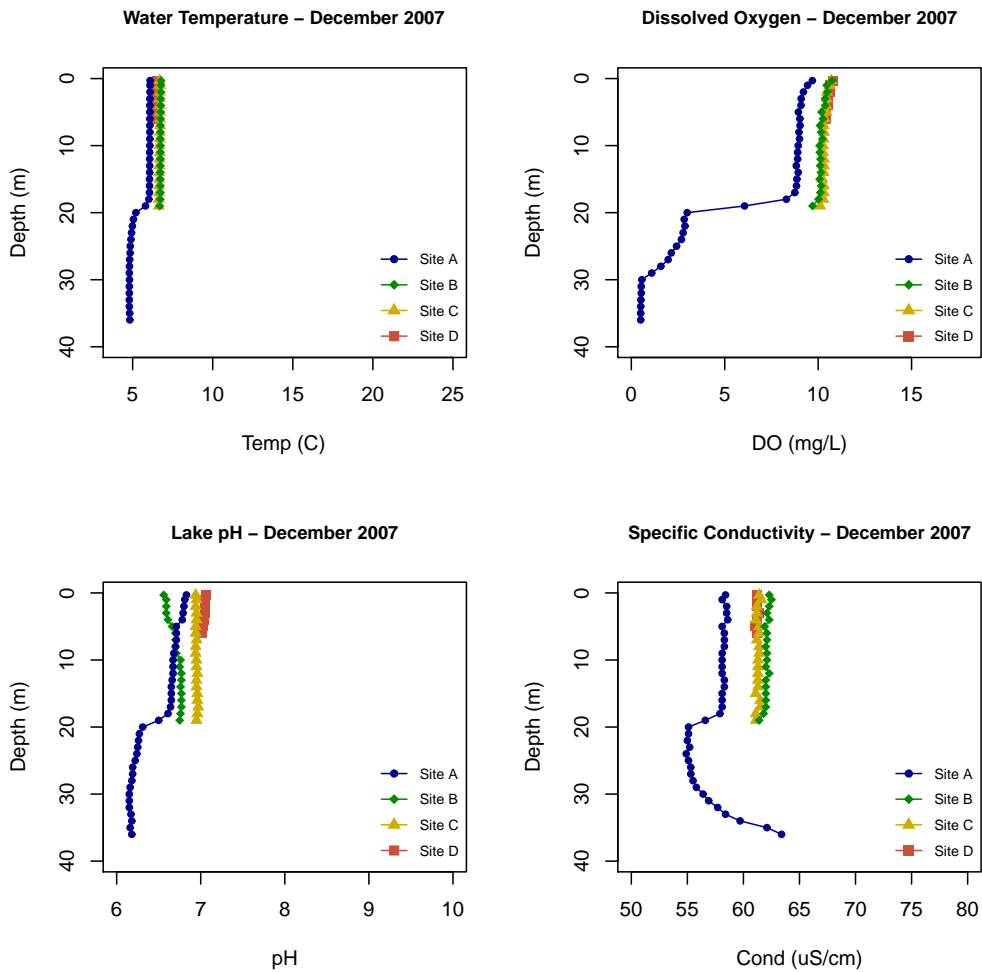 Water Temperature – December 2007
0
10
20
30
40
Depth (m)
Site A
Site B
Site C
Site D
5
10
15
20
25
Temp (C)
Dissolved Oxygen – December 2007
0
10
20
30
40
Depth (m)
Site A
Site B
Site C
Site D
0
5
10
15
DO (mg/L)
Lake pH – December 2007
0
10
20
30
40
Depth (m)
Site A
Site B
Site C
Site D
6
7
8
9
10
pH
Specific Conductivity – December 2007
0
10
20
30
40
Depth (m)
Site A
Site B
Site C
Site D
50
55
60
65
70
75
80
Cond (uS/cm)